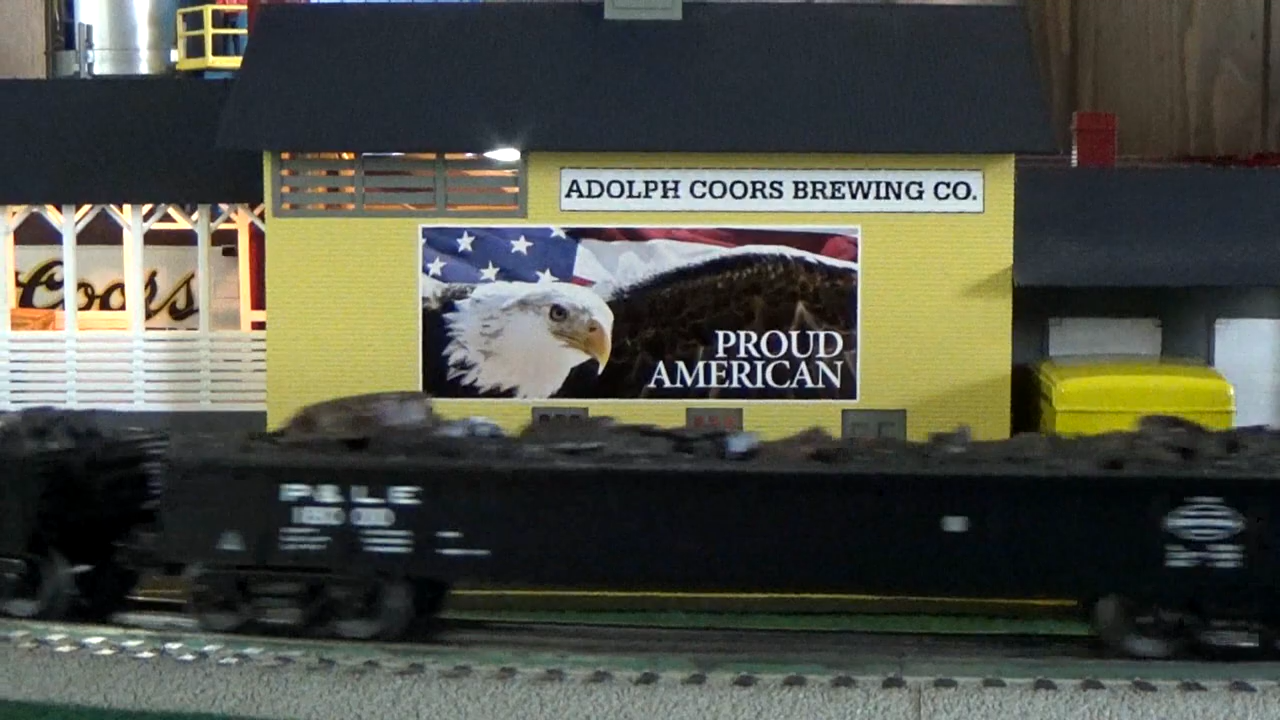 ADOLPH COORS BREWING CO.
Coors
PROUD
AMERICAN
P&LE